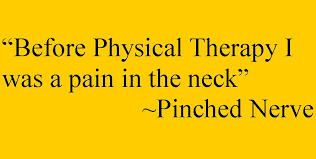 “Before Physical Therapy I
was a pain in the neck”
~Pinched Nerve